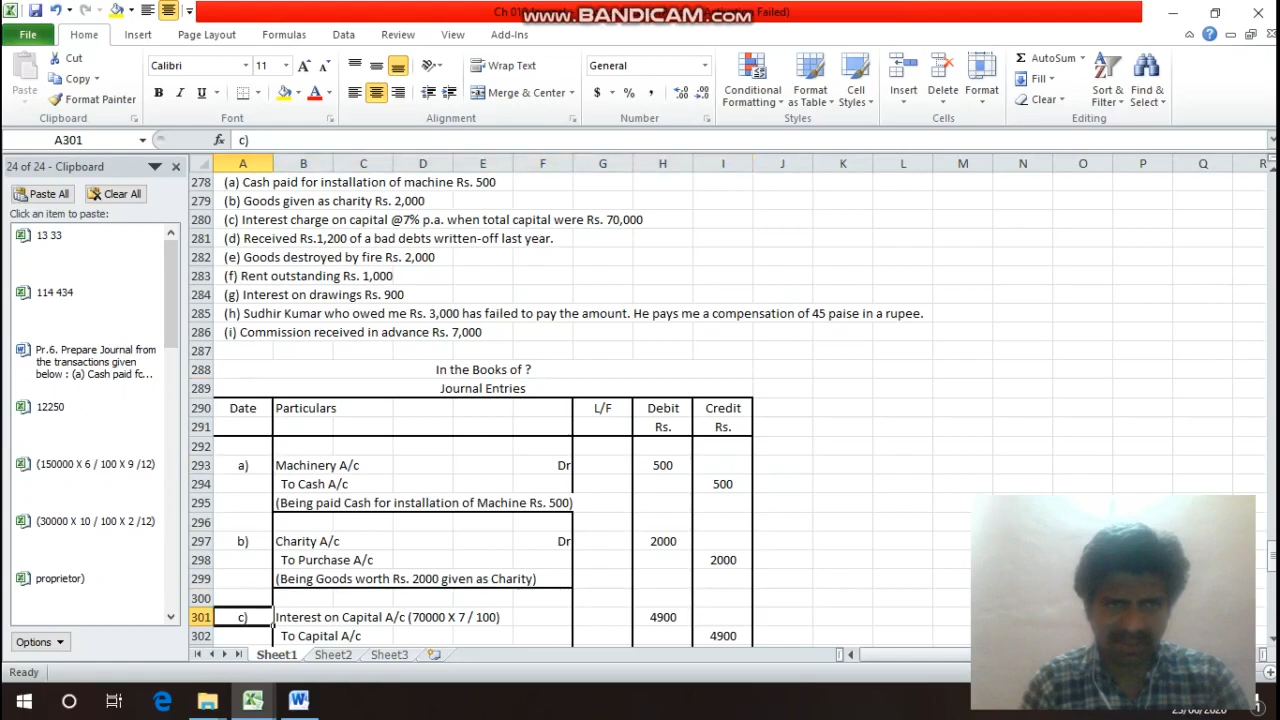 Ch 01
Activation Failed)
www.BANDICAM.com
File Home Insert Page Layout Formulas Data Review View Add-Ins
Cut
Copy
Format Painter
Paste
Clipboard
Calibri 11
B I U
Font
Wrap Text
Merge & Center
Alignment
General
$ % ,
Number
Conditional Formatting
Format as Table
Cell Styles
Styles
Insert Delete Format
Cells
AutoSum
Fill
Clear
Sort & Filter
Find & Select
Editing
A301 fx c)
24 of 24 - Clipboard
Paste All Clear All
Click an item to paste:
13 33
114 434
Pr.6. Prepare Journal from
the transactions given
below : (a) Cash paid fc...
12250
(150000 X 6 / 100 X 9 /12)
(30000 X 10 / 100 X 2 /12)
proprietor)
Options
A B C D E F G H I J K L M N O P Q R
278 (a) Cash paid for installation of machine Rs. 500
279 (b) Goods given as charity Rs. 2,000
280 (c) Interest charge on capital @7% p.a. when total capital were Rs. 70,000
281 (d) Received Rs.1,200 of a bad debts written-off last year.
282 (e) Goods destroyed by fire Rs. 2,000
283 (f) Rent outstanding Rs. 1,000
284 (g) Interest on drawings Rs. 900
285 (h) Sudhir Kumar who owed me Rs. 3,000 has failed to pay the amount. He pays me a compensation of 45 paise in a rupee.
286 (i) Commission received in advance Rs. 7,000
287
288 In the Books of ?
289 Journal Entries
290 Date Particulars L/F Debit Credit
291 Rs. Rs.
292
293 a) Machinery A/c Dr 500
294 To Cash A/c 500
295 (Being paid Cash for installation of Machine Rs. 500)
296
297 b) Charity A/c Dr 2000
298 To Purchase A/c 2000
299 (Being Goods worth Rs. 2000 given as Charity)
300
301 c) Interest on Capital A/c (70000 X 7 / 100) 4900
302 To Capital A/c 4900
Sheet1 Sheet2 Sheet3
Ready